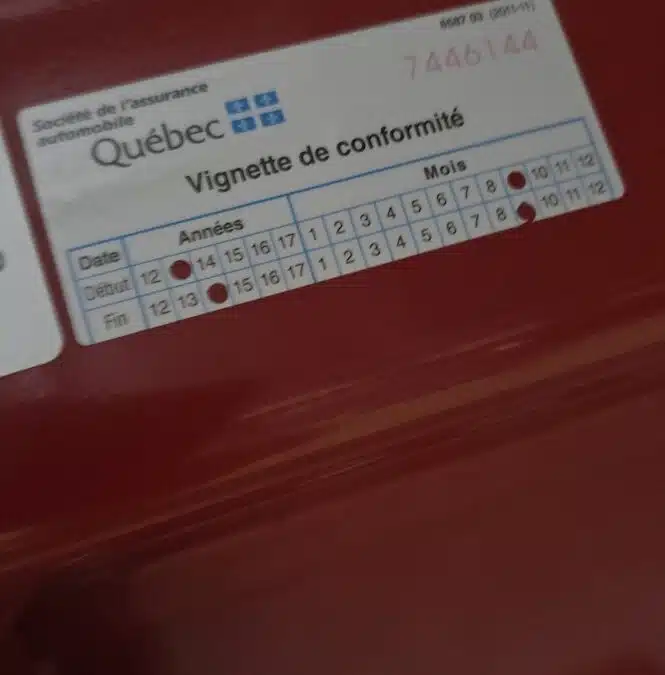 6687 03 (2011-11)
7446144
Société de l'assurance
automobile
Québec
Vignette de conformité
Date Années Mois
Début 12 14 15 16 17 1 2 3 4 5 6 7 8 10 11 12
Fin 12 13 15 16 17 1 2 3 4 5 6 7 8 10 11 12